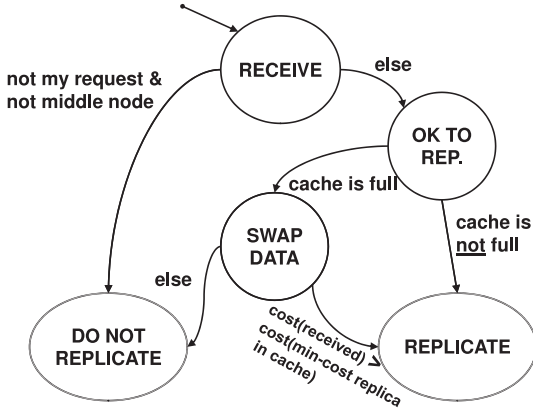 RECEIVE
else
not my request &
not middle node
OK TO
REP.
cache is full
cache is
not full
SWAP
DATA
else
cost(received) >
cost(min-cost replica
in cache)
DO NOT
REPLICATE
REPLICATE